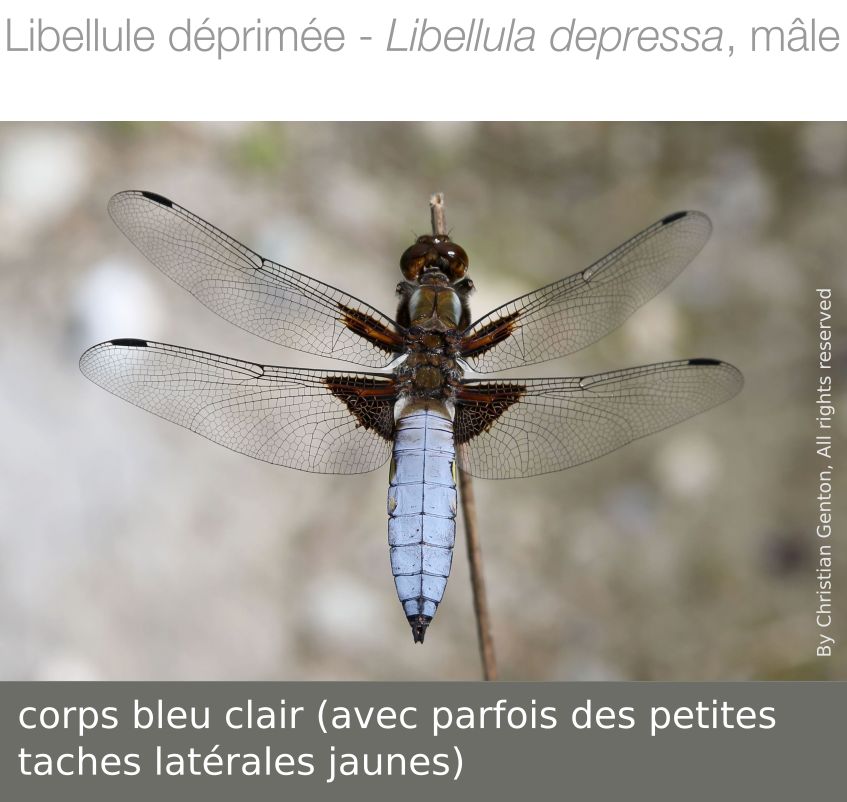 Libellule déprimée - Libellula depressa, mâle
By Christian Genton, All rights reserved
corps bleu clair (avec parfois des petites
taches latérales jaunes)